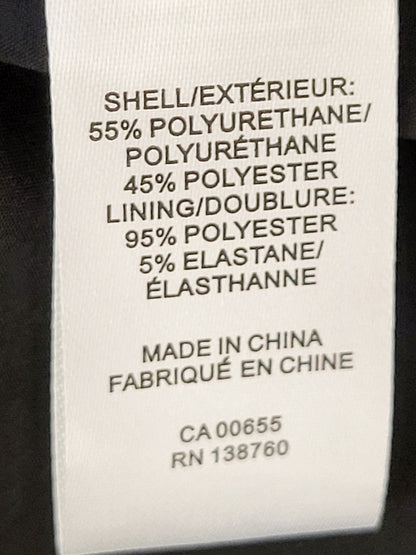 SHELL/EXTÉRIEUR:
55% POLYURETHANE/
POLYURÉTHANE
45% POLYESTER
LINING/DOUBLURE:
95% POLYESTER
5% ELASTANE/
ÉLASTHANNE
MADE IN CHINA
FABRIQUÉ EN CHINE
CA 00655
RN 138760